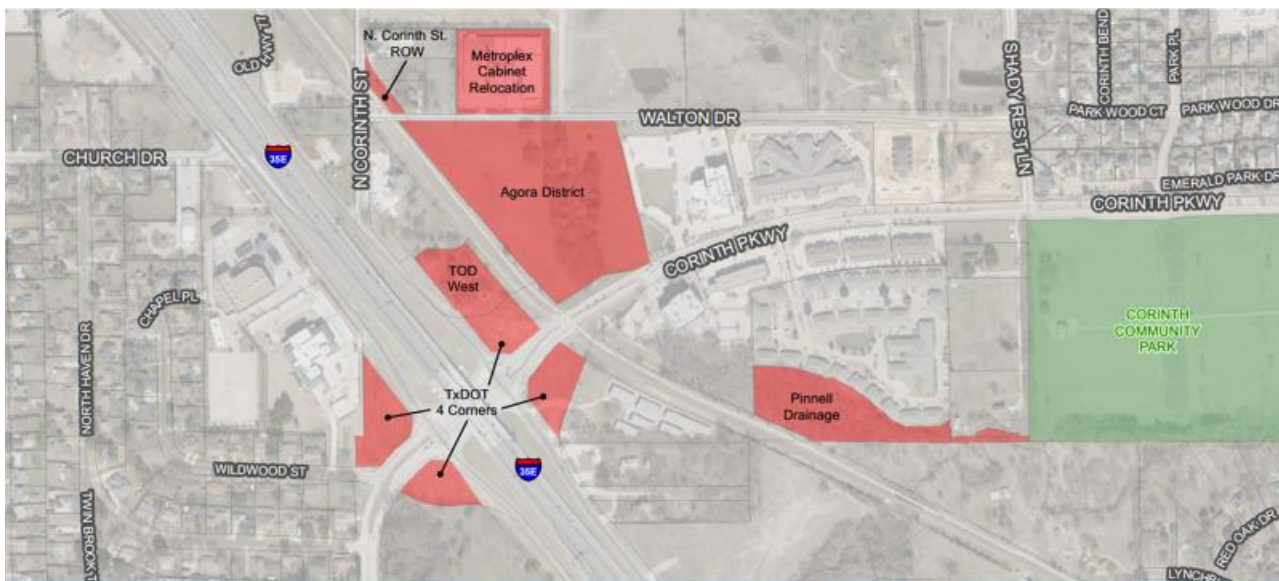 OLD HWY 77
N. Corinth St.
ROW
Metroplex
Cabinet
Relocation
N CORINTH ST
WALTON DR
SHADY REST LN
CORINTH BEND
PARK PL
PARK WOOD CT
PARK WOOD DR
CHURCH DR
35E
Agora District
EMERALD PARK DR
CORINTH PKWY
CORINTH PKWY
TOD
West
CHAPEL PL
NORTH HAVEN DR
CORINTH
COMMUNITY
PARK
TxDOT
4 Corners
Pinnell
Drainage
WILDWOOD ST
35E
TWIN BROOK
RED OAK DR